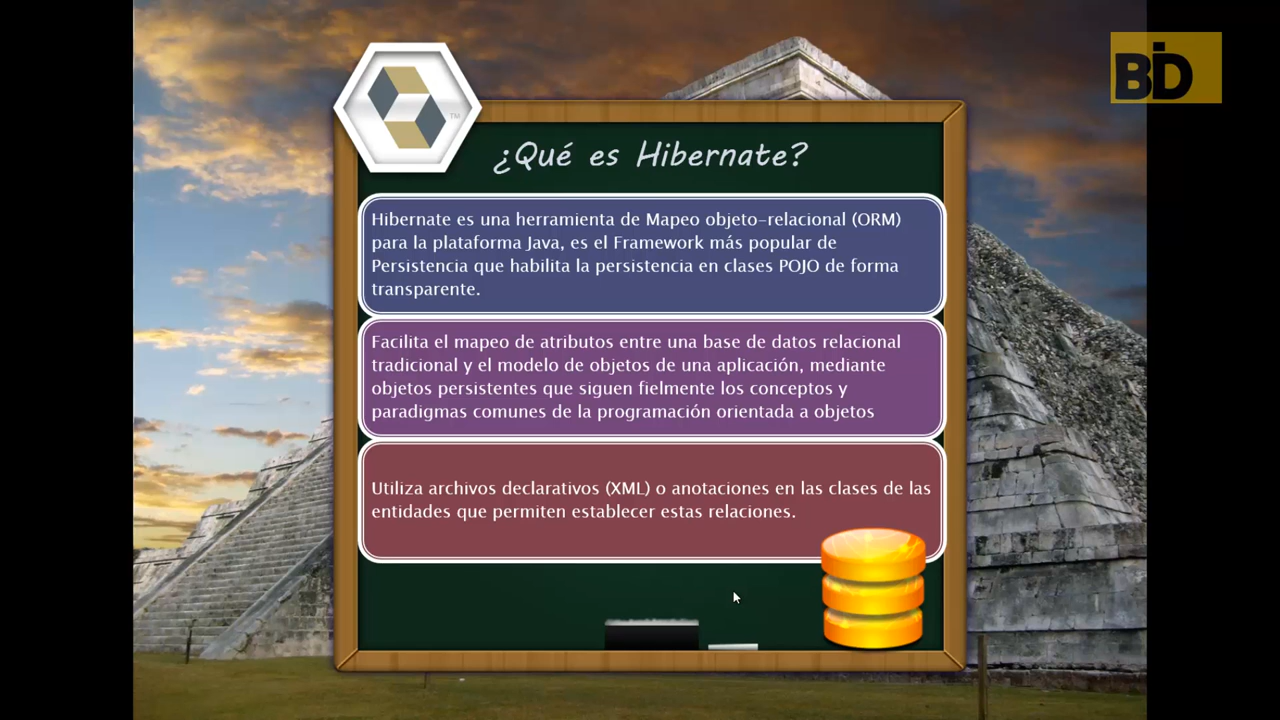 BID
¿Qué es Hibernate?
TM
Hibernate es una herramienta de Mapeo objeto-relacional (ORM)
para la plataforma Java, es el Framework más popular de
Persistencia que habilita la persistencia en clases POJO de forma
transparente.
Facilita el mapeo de atributos entre una base de datos relacional
tradicional y el modelo de objetos de una aplicación, mediante
objetos persistentes que siguen fielmente los conceptos y
paradigmas comunes de la programación orientada a objetos
Utiliza archivos declarativos (XML) o anotaciones en las clases de las
entidades que permiten establecer estas relaciones.